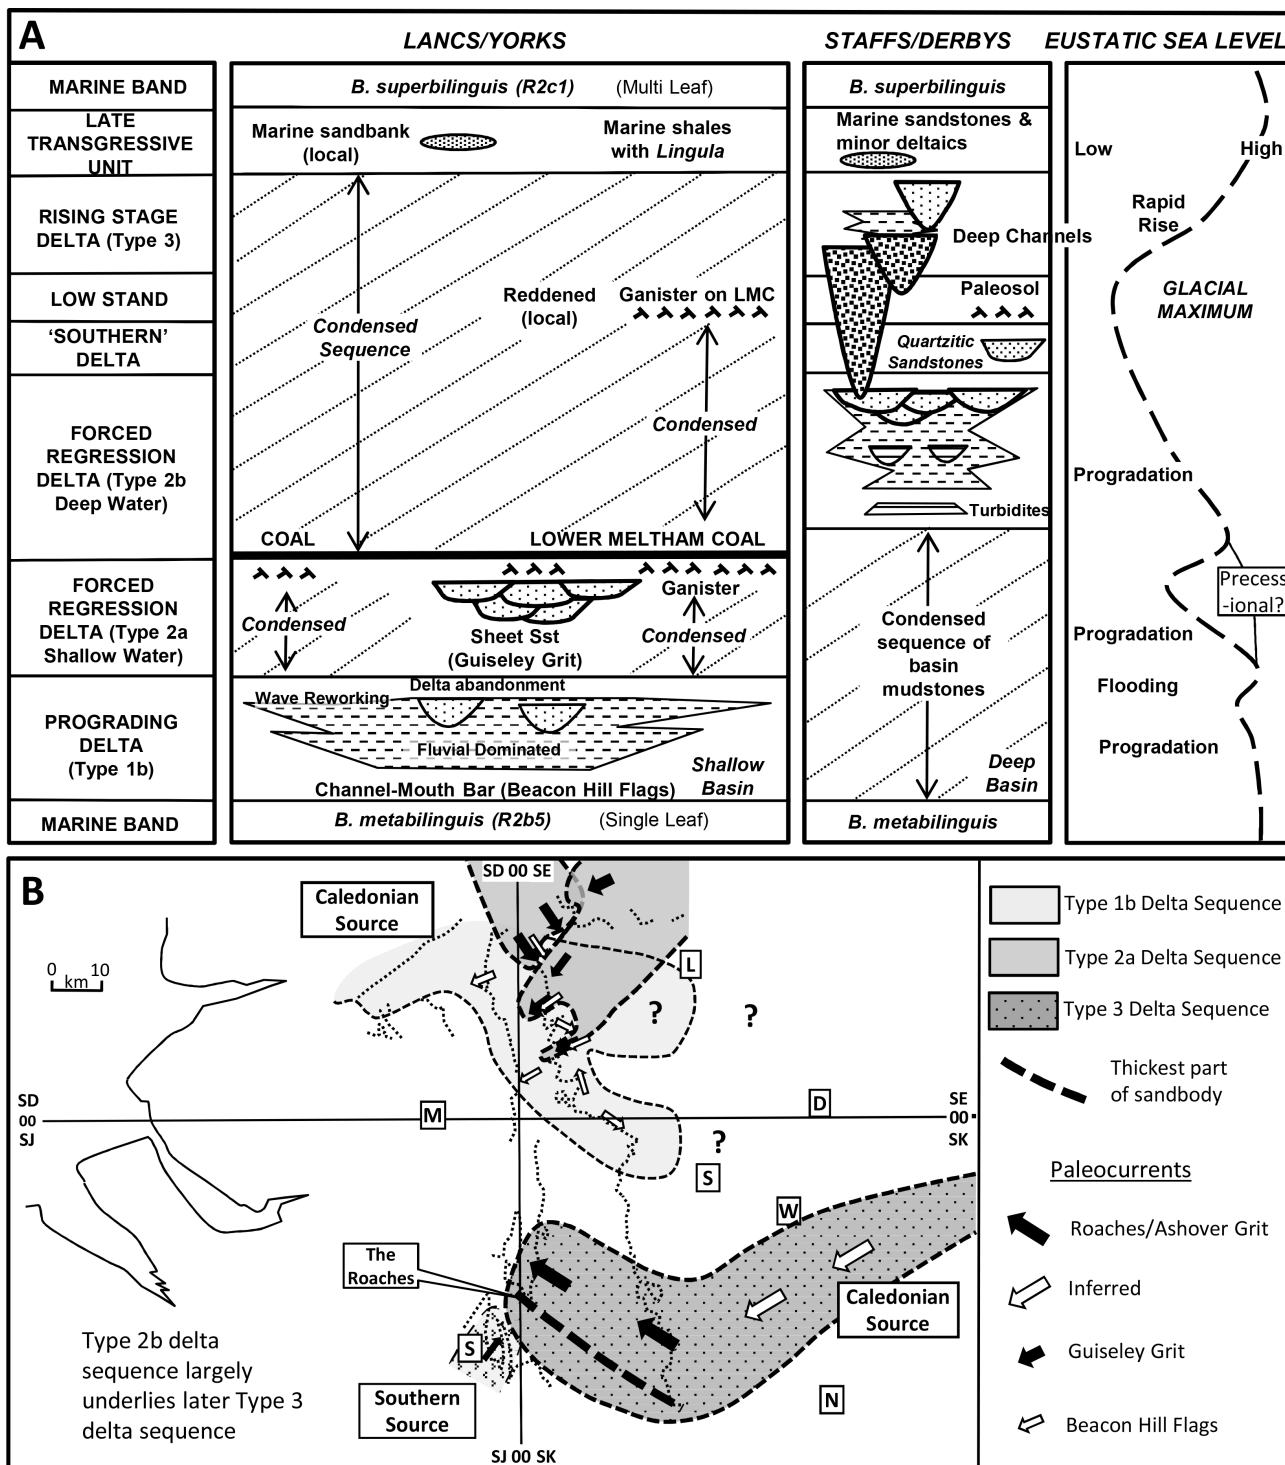 A
LANCS/YORKS
STAFFS/DERBYS
EUSTATIC SEA LEVEL
MARINE BAND
B. superbilinguis (R2c1)
(Multi Leaf)
B. superbilinguis
LATE
TRANSGRESSIVE
UNIT
Marine sandbank
(local)
Marine shales
with Lingula
Marine sandstones &
minor deltaics
Low
High
RISING STAGE
DELTA (Type 3)
Deep Channels
Rapid
Rise
LOW STAND
Reddened
(local)
Ganister on LMC
Paleosol
GLACIAL
MAXIMUM
Condensed
Sequence
‘SOUTHERN’
DELTA
Quartzitic
Sandstones
FORCED
REGRESSION
DELTA (Type 2b
Deep Water)
Condensed
Turbidites
Progradation
COAL
LOWER MELTHAM COAL
FORCED
REGRESSION
DELTA (Type 2a
Shallow Water)
Condensed
Ganister
Sheet Sst
(Guiseley Grit)
Condensed
Condensed
sequence of
basin
mudstones
Precess
-ional?
Progradation
Flooding
PROGRADING
DELTA
(Type 1b)
Delta abandonment
Wave Reworking
Fluvial Dominated
Channel-Mouth Bar (Beacon Hill Flags)
Shallow
Basin
Deep
Basin
Progradation
MARINE BAND
B. metabilinguis (R2b5)
(Single Leaf)
B. metabilinguis
B
SD 00 SE
Caledonian
Source
0 10
km
L
?
?
SD
00
SJ
M
D
SE
00
SK
?
S
W
The
Roaches
Caledonian
Source
S
Southern
Source
N
Type 2b delta
sequence largely
underlies later Type 3
delta sequence
SJ 00 SK
Type 1b Delta Sequence
Type 2a Delta Sequence
Type 3 Delta Sequence
Thickest part
of sandbody
Paleocurrents
Roaches/Ashover Grit
Inferred
Guiseley Grit
Beacon Hill Flags